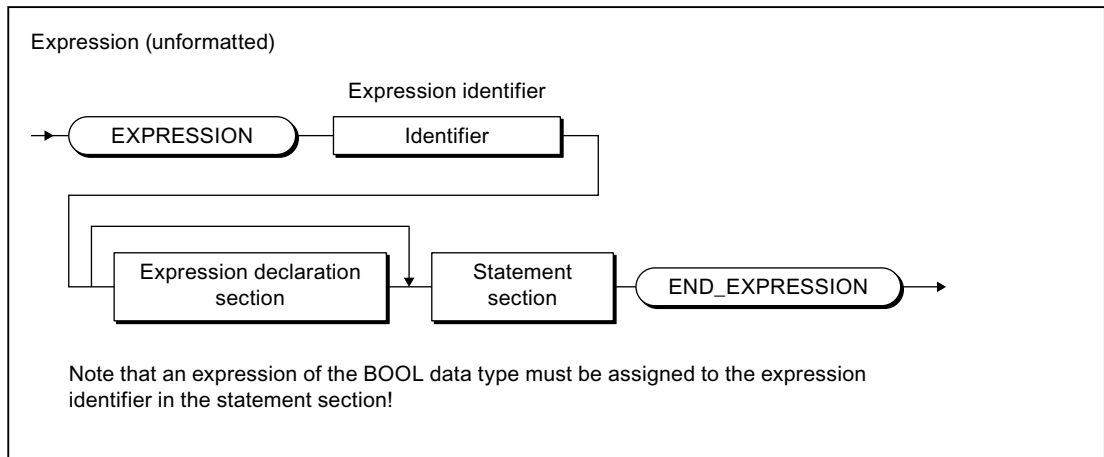 Expression (unformatted)
Expression identifier
EXPRESSION
Identifier
Expression declaration
section
Statement
section
END_EXPRESSION
Note that an expression of the BOOL data type must be assigned to the expression
identifier in the statement section!